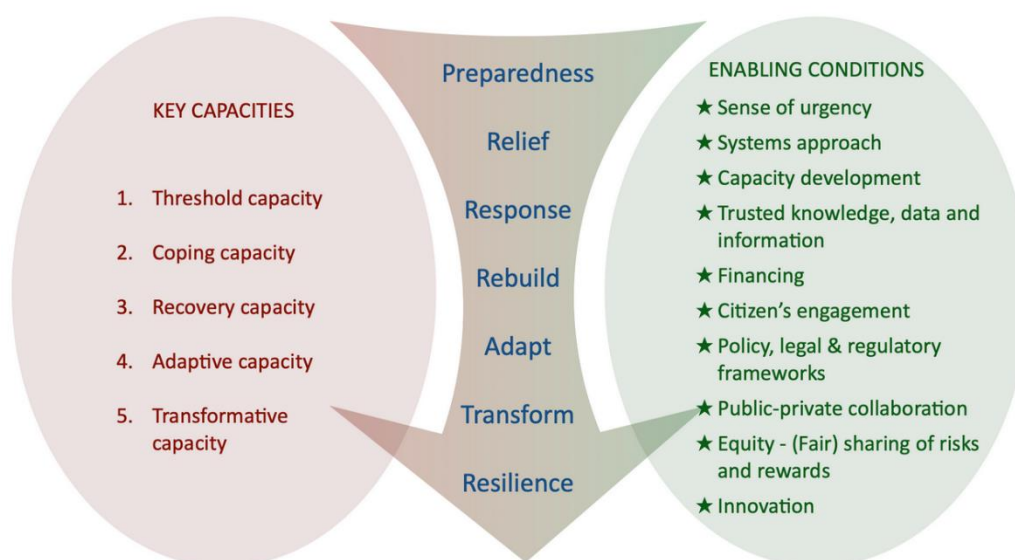 KEY CAPACITIES
1. Threshold capacity
2. Coping capacity
3. Recovery capacity
4. Adaptive capacity
5. Transformative
capacity
Preparedness
Relief
Response
Rebuild
Adapt
Transform
Resilience
ENABLING CONDITIONS
★ Sense of urgency
★ Systems approach
★ Capacity development
★ Trusted knowledge, data and
information
★ Financing
★ Citizen’s engagement
★ Policy, legal & regulatory
frameworks
★ Public-private collaboration
★ Equity - (Fair) sharing of risks
and rewards
★ Innovation